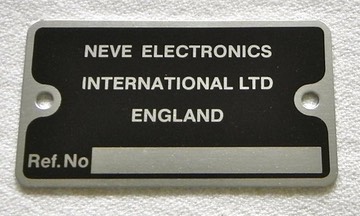 NEVE ELECTRONICS
INTERNATIONAL LTD
ENGLAND
Ref.No